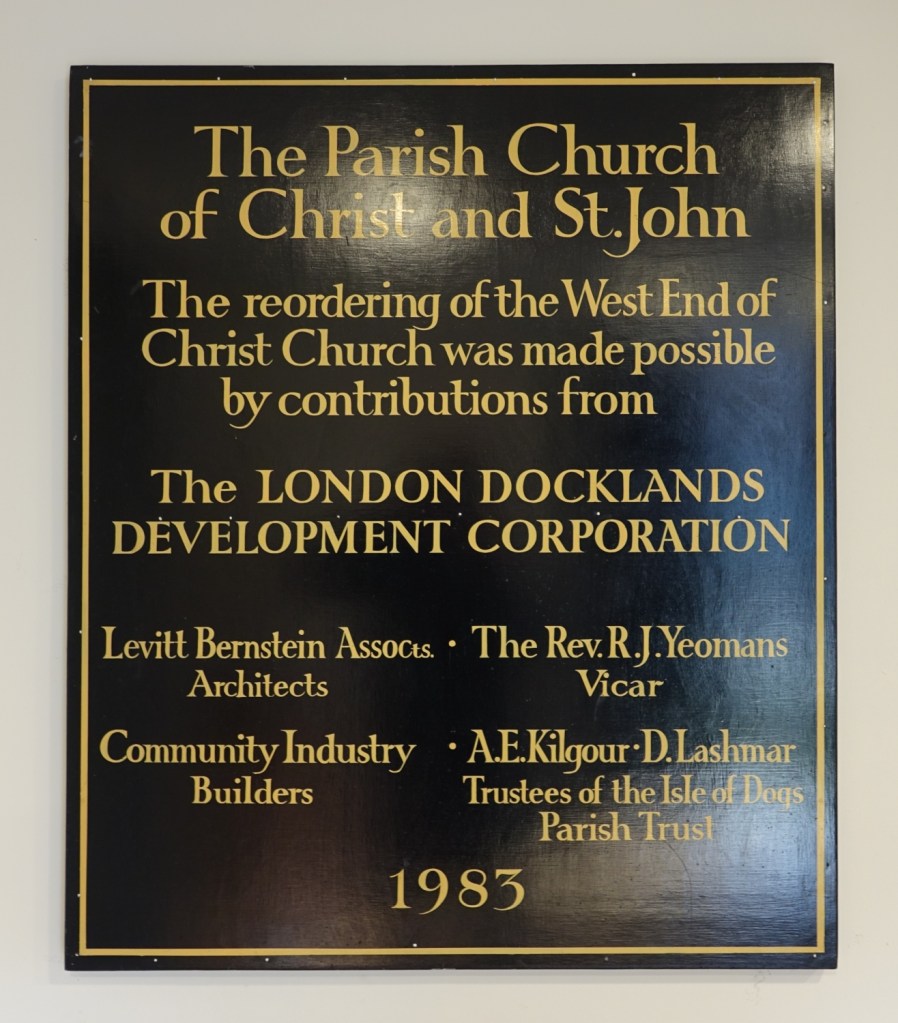 The Parish Church
of Christ and St. John
The reordering of the West End of
Christ Church was made possible
by contributions from
The LONDON DOCKLANDS
DEVELOPMENT CORPORATION
Levitt Bernstein Assocts. · The Rev. R. J. Yeomans
Architects Vicar
Community Industry · A.E. Kilgour · D. Lashmar
Builders Trustees of the Isle of Dogs
Parish Trust
1983